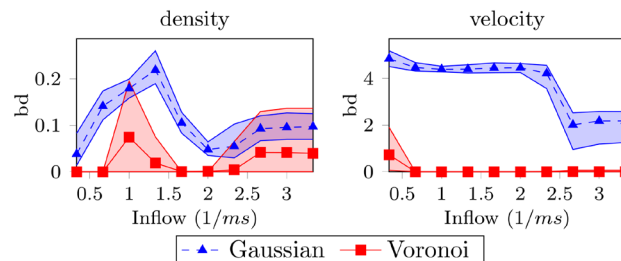 density
velocity
bd
0.2
0.1
0
0.5 1 1.5 2 2.5 3
Inflow (1/ms)
bd
4
2
0
0.5 1 1.5 2 2.5 3
Inflow (1/ms)
Gaussian Voronoi